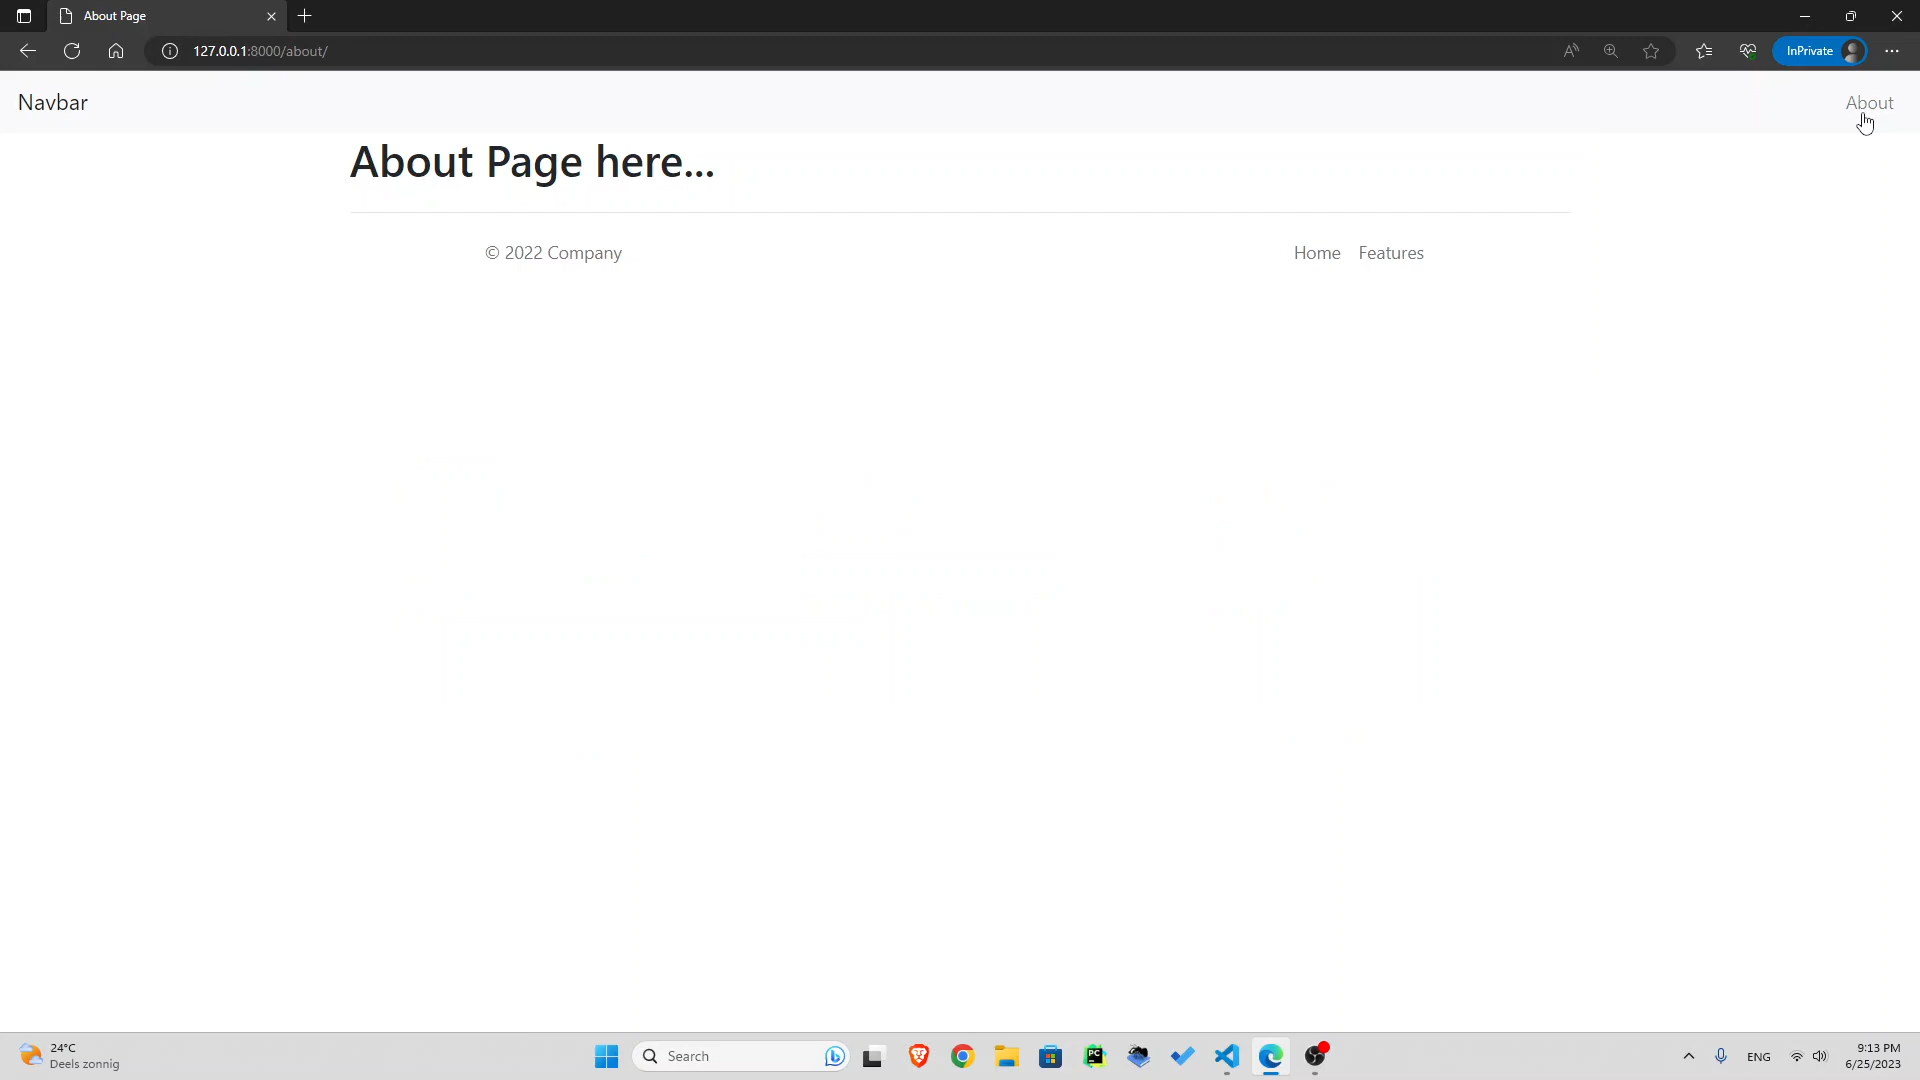 About Page
127.0.0.1:8000/about/
InPrivate
Navbar
About
About Page here...
© 2022 Company
Home
Features
24°C
Deels zonnig
Search
PC
ENG
9:13 PM
6/25/2023